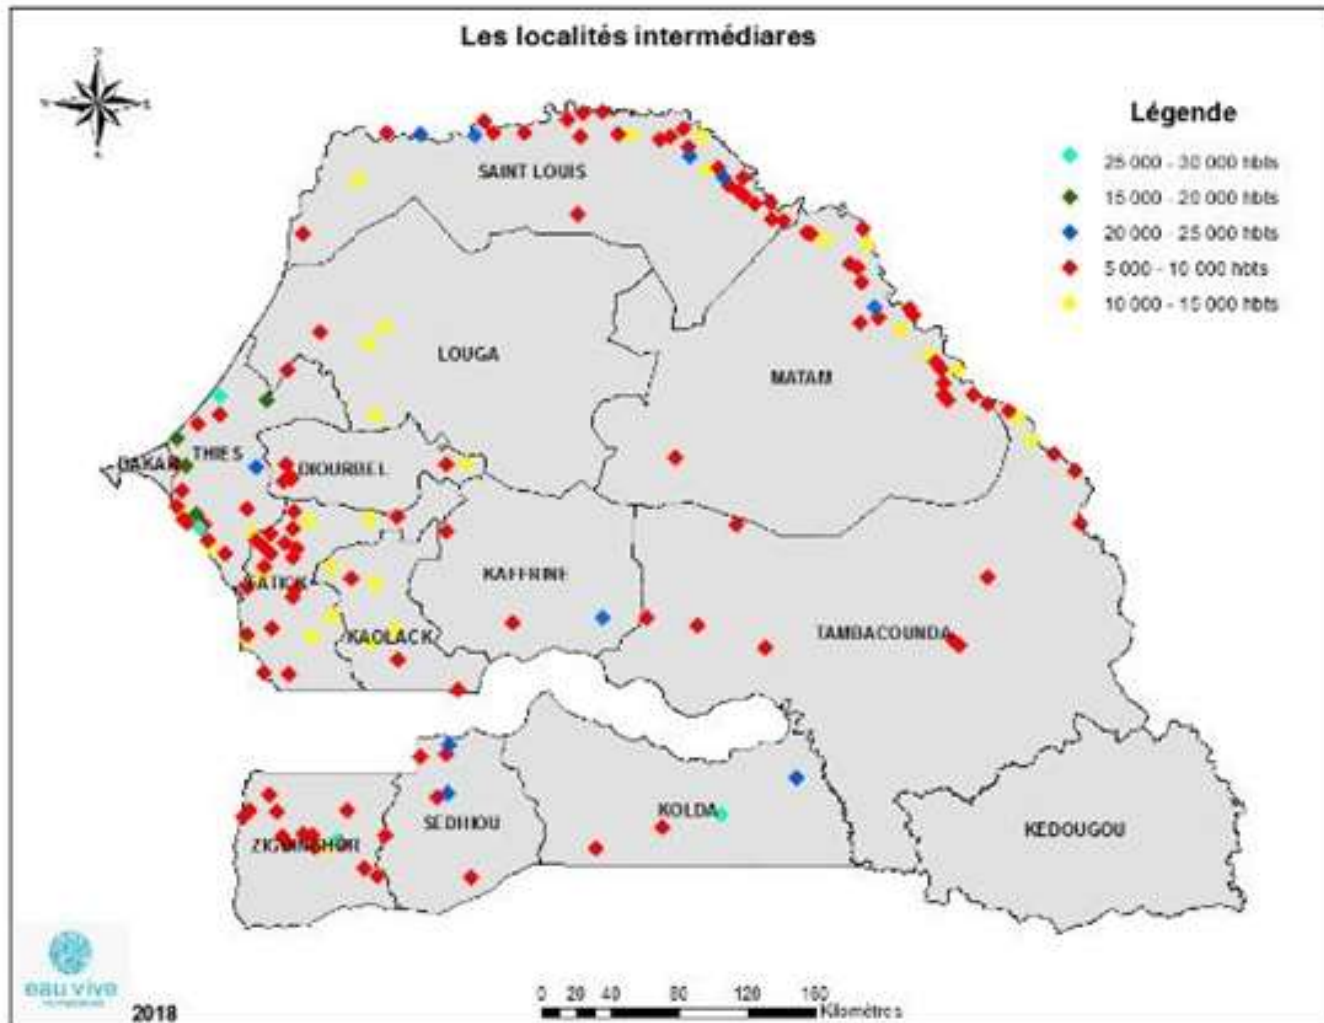 Les localités intermédiares
Légende
25 000 - 30 000 hbts
15 000 - 20 000 hbts
20 000 - 25 000 hbts
5 000 - 10 000 hbts
10 000 - 15 000 hbts
SAINT LOUIS
LOUGA
MATAM
DAKAR
THIES
DIOURBEL
KAFFRINE
FATICK
KAOLACK
TAMBACOUNDA
KOLDA
SEDHIOU
ZIGUINSHOR
KEDOUGOU
eau vive
2018
0 20 40 80 120 160
Kilomètres